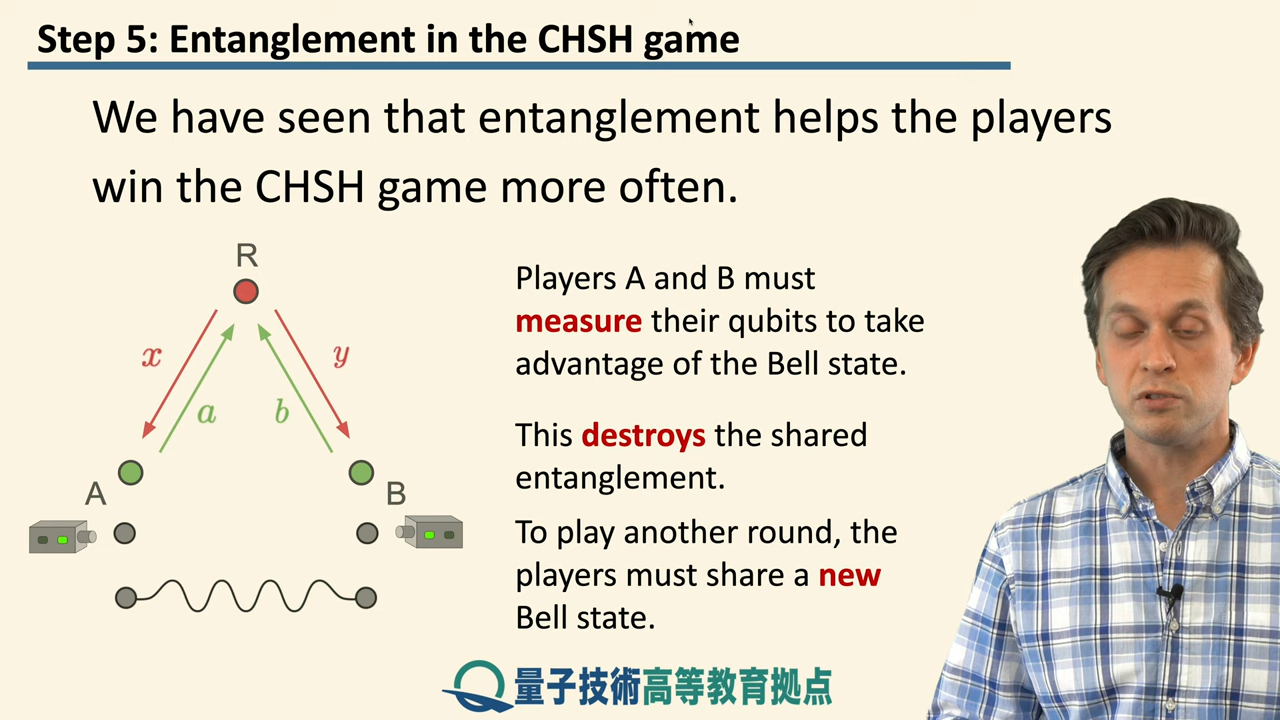 Step 5: Entanglement in the CHSH game
We have seen that entanglement helps the players
win the CHSH game more often.
R
x
y
a
b
A
B
Players A and B must
measure their qubits to take
advantage of the Bell state.
This destroys the shared
entanglement.
To play another round, the
players must share a new
Bell state.
量子技術高等教育拠点